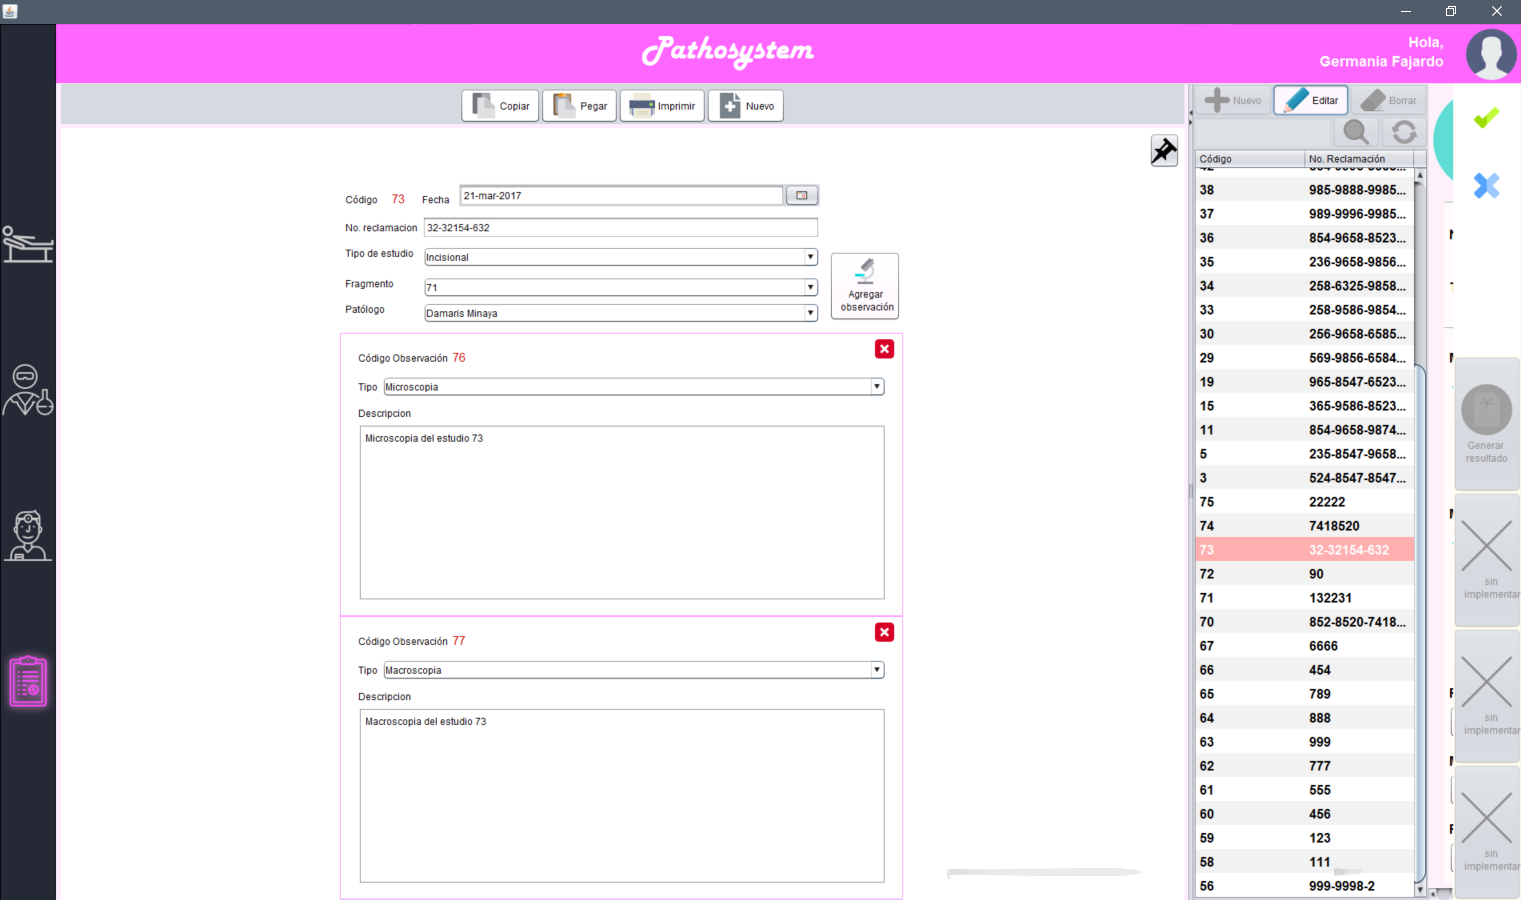 Pathosystem
Hola,
Germania Fajardo
Copiar
Pegar
Imprimir
Nuevo
Nuevo
Editar
Borrar
Código 73 Fecha 21-mar-2017
No. reclamacion 32-32154-632
Tipo de estudio Incisional
Fragmento 71
Patólogo Damaris Minaya
Agregar
observación
Código Observación 76
Tipo Microscopia
Descripcion
Microscopia del estudio 73
Código Observación 77
Tipo Macroscopia
Descripcion
Macroscopia del estudio 73
Código No. Reclamación
38 985-9888-9985...
37 989-9996-9985...
36 854-9658-8523...
35 236-9658-9856...
34 258-6325-9858...
33 258-9586-9854...
30 256-9658-6585...
29 569-9856-6584...
19 965-8547-6523...
15 365-9586-8523...
11 854-9658-9874...
5 235-8547-9658...
3 524-8547-8547...
75 22222
74 7418520
73 32-32154-632
72 90
71 132231
70 852-8520-7418...
67 6666
66 454
65 789
64 888
63 999
62 777
61 555
60 456
59 123
58 111
56 999-9998-2
Generar
resultado
sin
implementar
sin
implementar
sin
implementar